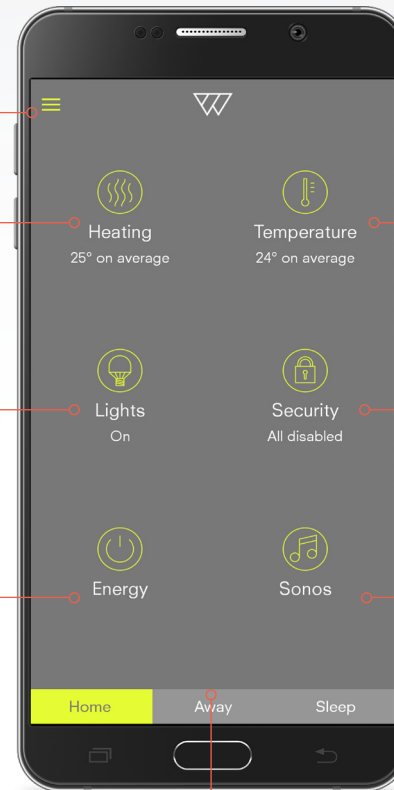 Heating
25° on average
Temperature
24° on average
Lights
On
Security
All disabled
Energy
Sonos
Home
Away
Sleep